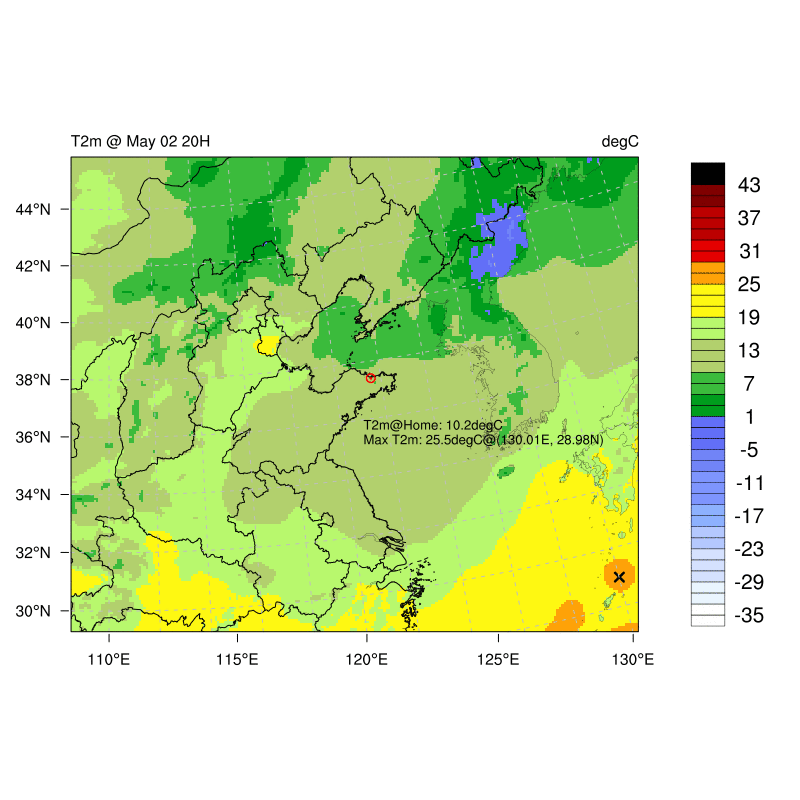 T2m @ May 02 20H
degC
44°N
42°N
40°N
38°N
36°N
34°N
32°N
30°N
110°E
115°E
120°E
125°E
130°E
T2m@Home: 10.2degC
Max T2m: 25.5degC@(130.01E, 28.98N)
43
37
31
25
19
13
7
1
-5
-11
-17
-23
-29
-35